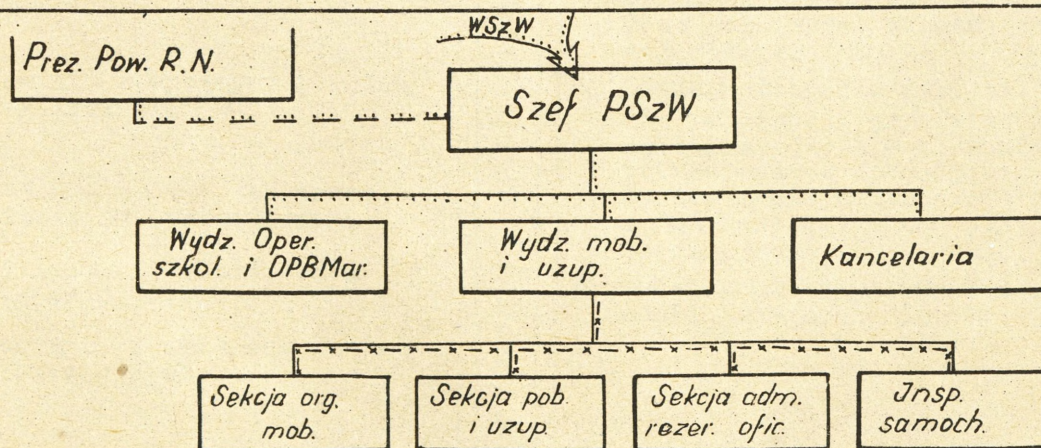 WSzW
Prez. Pow. R.N.
Szef PSzW
Wydz. Oper.
szkol. i OPBMar.
Wydz. mob.
i uzup.
Kancelaria
Sekcja org.
mob.
Sekcja pob.
i uzup.
Sekcja adm.
rezer. ofic.
Insp.
samoch.